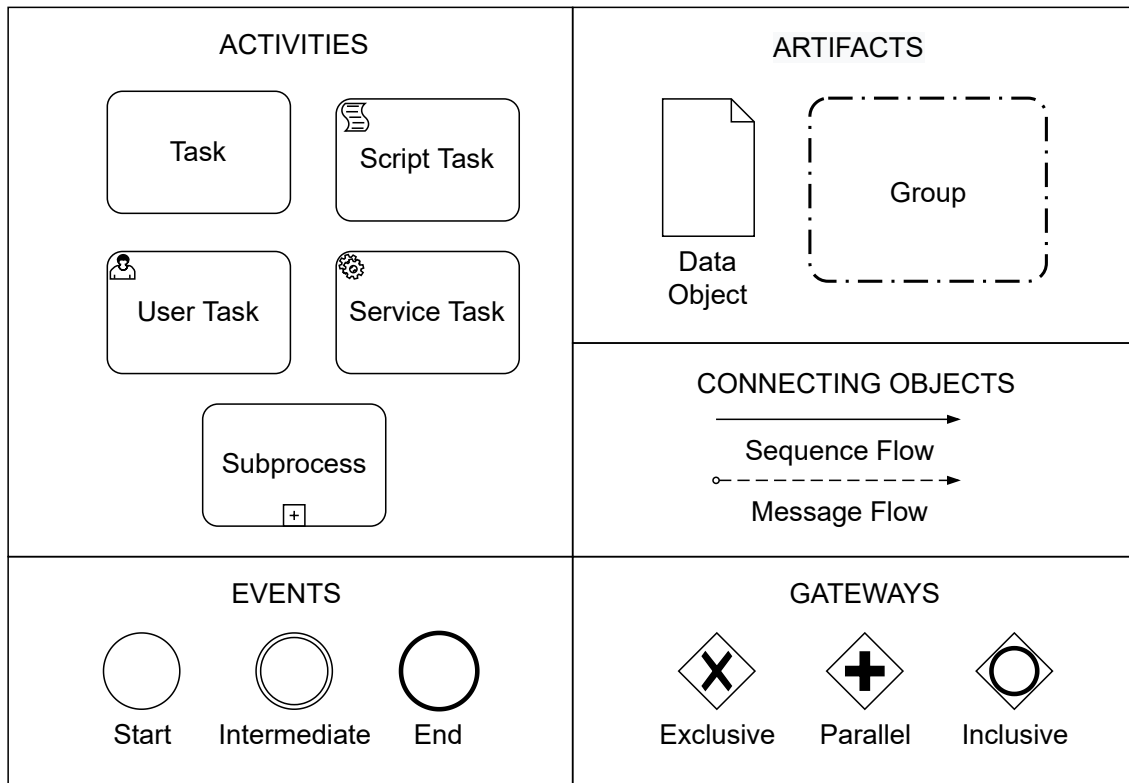 ACTIVITIES
Task
Script Task
User Task
Service Task
Subprocess
ARTIFACTS
Data
Object
Group
CONNECTING OBJECTS
Sequence Flow
Message Flow
EVENTS
Start
Intermediate
End
GATEWAYS
Exclusive
Parallel
Inclusive